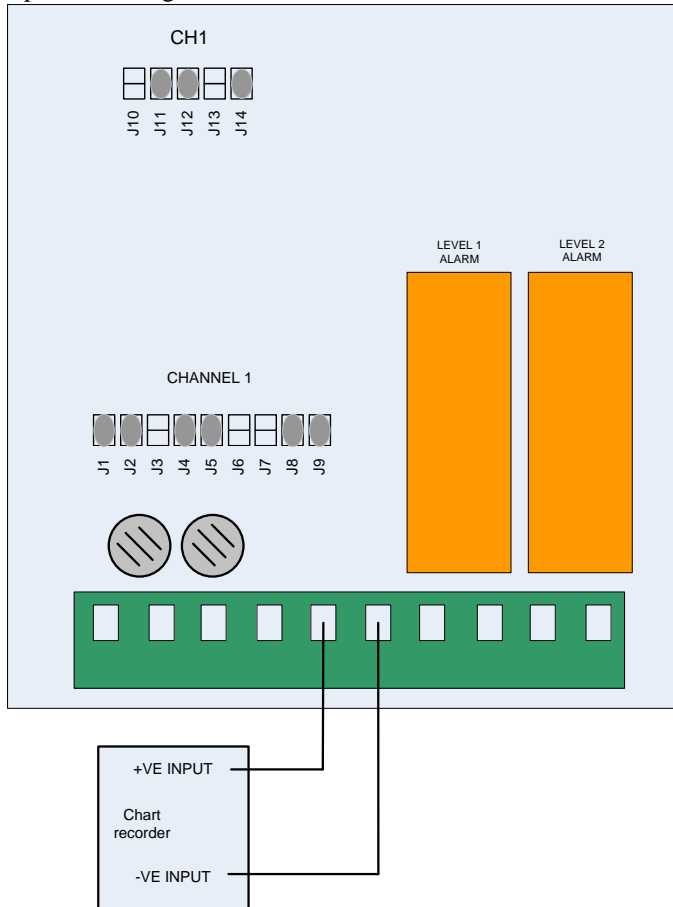 CH1
J10 J11 J12 J13 J14
LEVEL 1
ALARM
LEVEL 2
ALARM
CHANNEL 1
J1 J2 J3 J4 J5 J6 J7 J8 J9
+VE INPUT
Chart
recorder
-VE INPUT